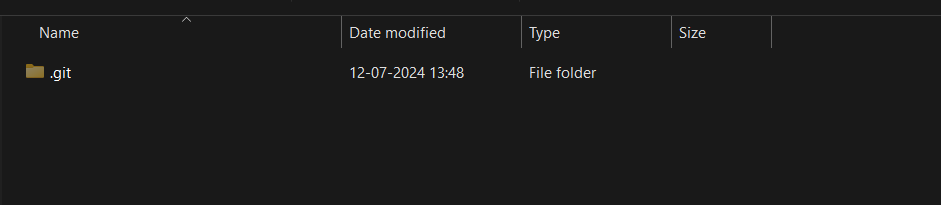 Name Date modified Type Size
.git 12-07-2024 13:48 File folder